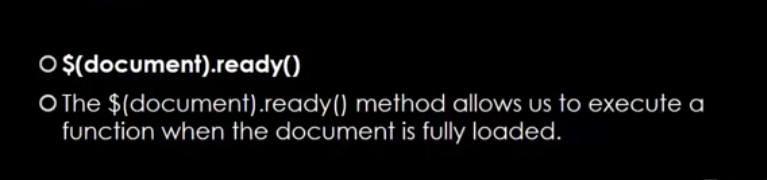 $(document).ready()
The $(document).ready() method allows us to execute a
function when the document is fully loaded.